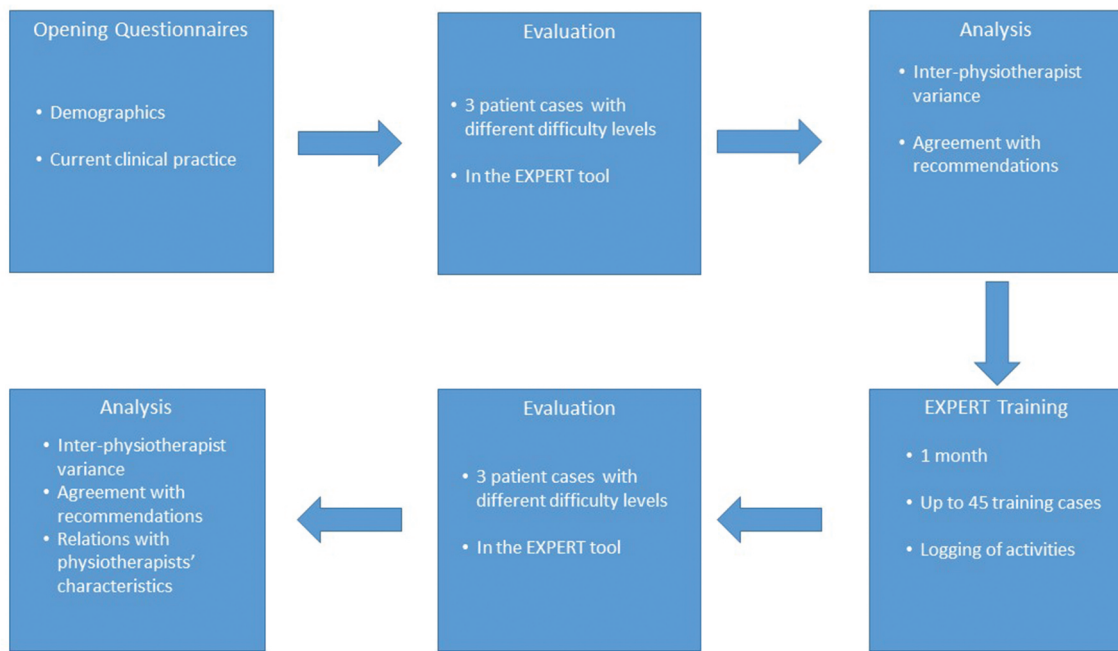 Opening Questionnaires
• Demographics
• Current clinical practice
Evaluation
• 3 patient cases with
different difficulty levels
• In the EXPERT tool
Analysis
• Inter-physiotherapist
variance
• Agreement with
recommendations
EXPERT Training
• 1 month
• Up to 45 training cases
• Logging of activities
Evaluation
• 3 patient cases with
different difficulty levels
• In the EXPERT tool
Analysis
• Inter-physiotherapist
variance
• Agreement with
recommendations
• Relations with
physiotherapists’
characteristics